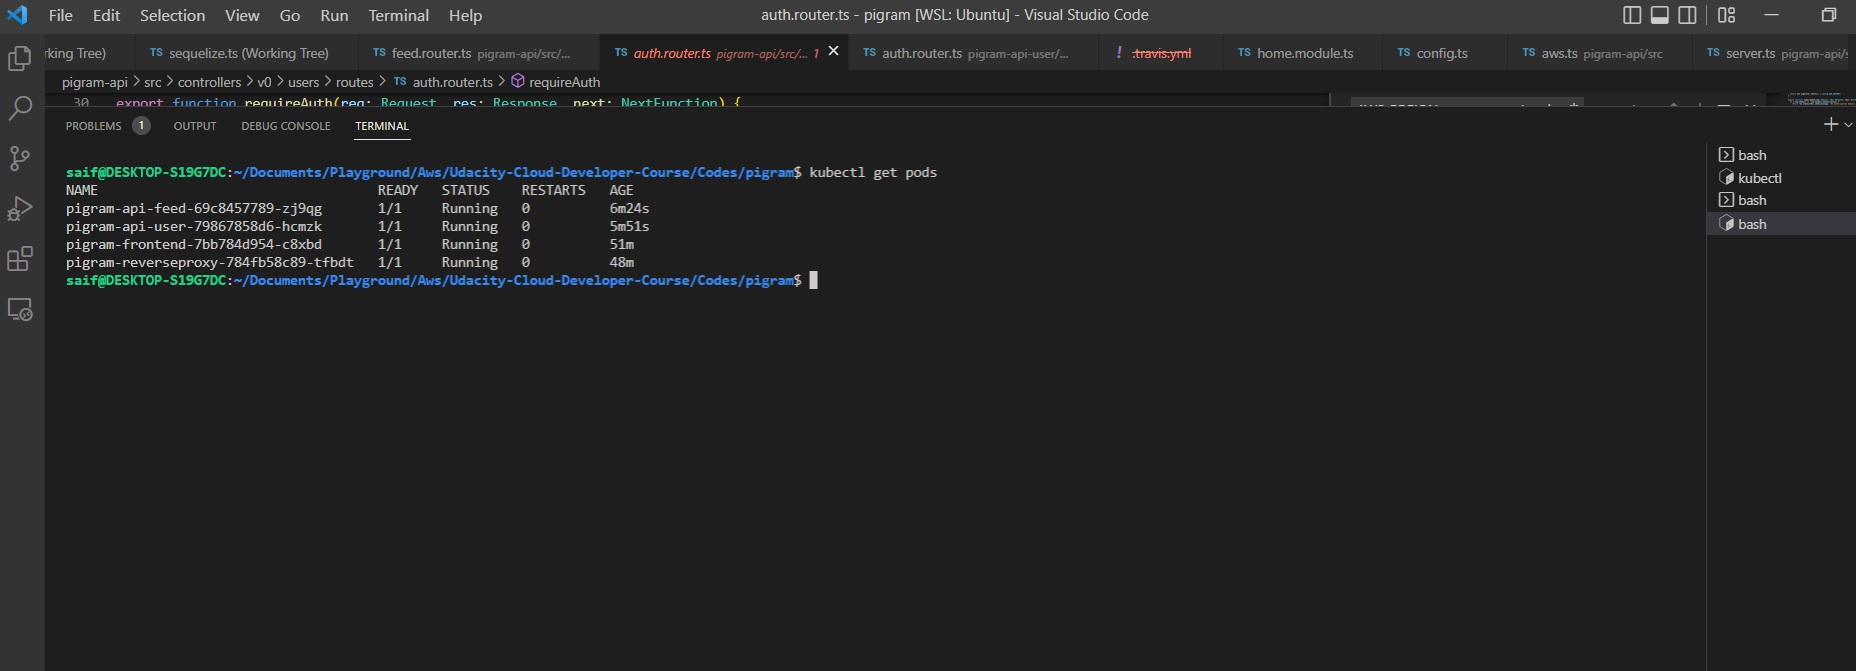 File Edit Selection View Go Run Terminal Help auth.router.ts - pigram [WSL: Ubuntu] - Visual Studio Code
rking Tree) TS sequelize.ts (Working Tree) TS feed.router.ts pigram-api/src/... TS auth.router.ts pigram-api/src/... 1 TS auth.router.ts pigram-api-user/... ! .travis.yml TS home.module.ts TS config.ts TS aws.ts pigram-api/src TS server.ts pigram-api/s
pigram-api > src > controllers > v0 > users > routes > TS auth.router.ts > requireAuth
30 export function requireAuth(req: Request, res: Response, next: NextFunction) {
PROBLEMS 1 OUTPUT DEBUG CONSOLE TERMINAL
saif@DESKTOP-S19G7DC:~/Documents/Playground/Aws/Udacity-Cloud-Developer-Course/Codes/pigram$ kubectl get pods
NAME READY STATUS RESTARTS AGE
pigram-api-feed-69c8457789-zj9qg 1/1 Running 0 6m24s
pigram-api-user-79867858d6-hcmzk 1/1 Running 0 5m51s
pigram-frontend-7bb784d954-c8xbd 1/1 Running 0 51m
pigram-reverseproxy-784fb58c89-tfbdt 1/1 Running 0 48m
saif@DESKTOP-S19G7DC:~/Documents/Playground/Aws/Udacity-Cloud-Developer-Course/Codes/pigram$
bash
kubectl
bash
bash